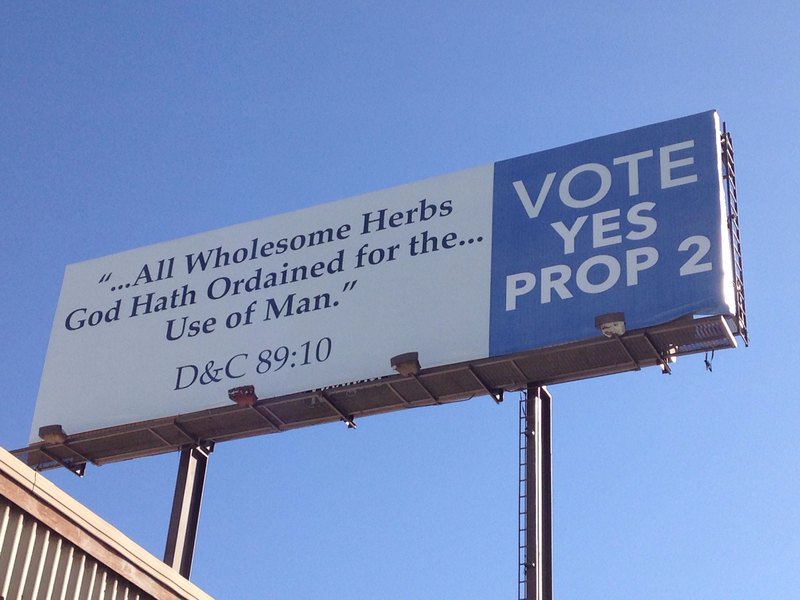 “...All Wholesome Herbs
God Hath Ordained for the...
Use of Man.”
D&C 89:10
VOTE
YES
PROP 2